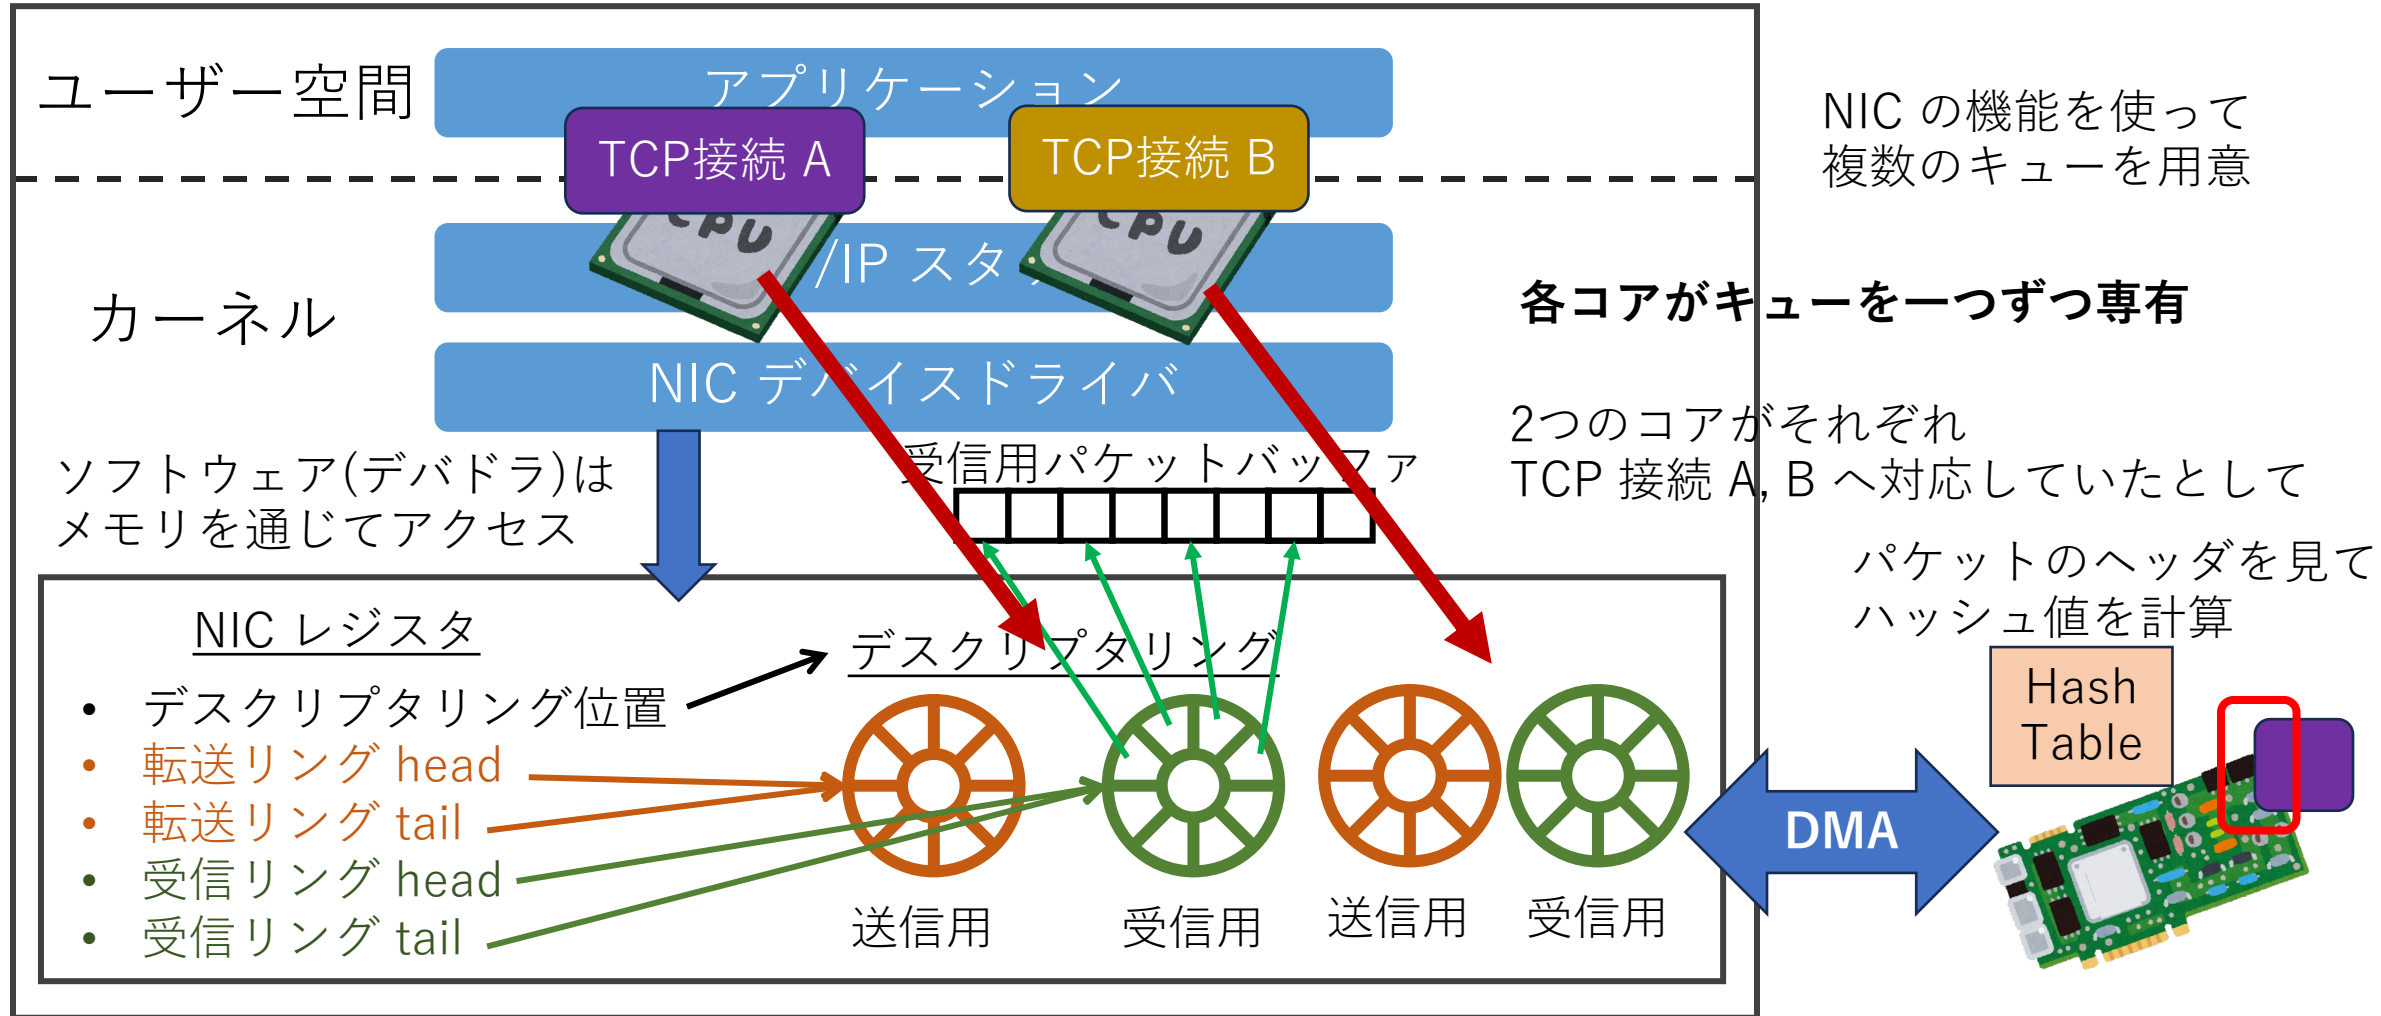 ユーザー空間
アプリケーション
TCP接続 A
TCP接続 B
NIC の機能を使って
複数のキューを用意
カーネル
CPU
CPU
/IP スタ
各コアがキューを一つずつ専有
NIC デバイスドライバ
2つのコアがそれぞれ
TCP 接続 A, B へ対応していたとして
ソフトウェア(デバドラ)は
メモリを通じてアクセス
受信用パケットバッファ
パケットのヘッダを見て
ハッシュ値を計算
NIC レジスタ
デスクリプタリング
Hash
Table
• デスクリプタリング位置
• 転送リング head
• 転送リング tail
• 受信リング head
• 受信リング tail
DMA
送信用
受信用
送信用
受信用